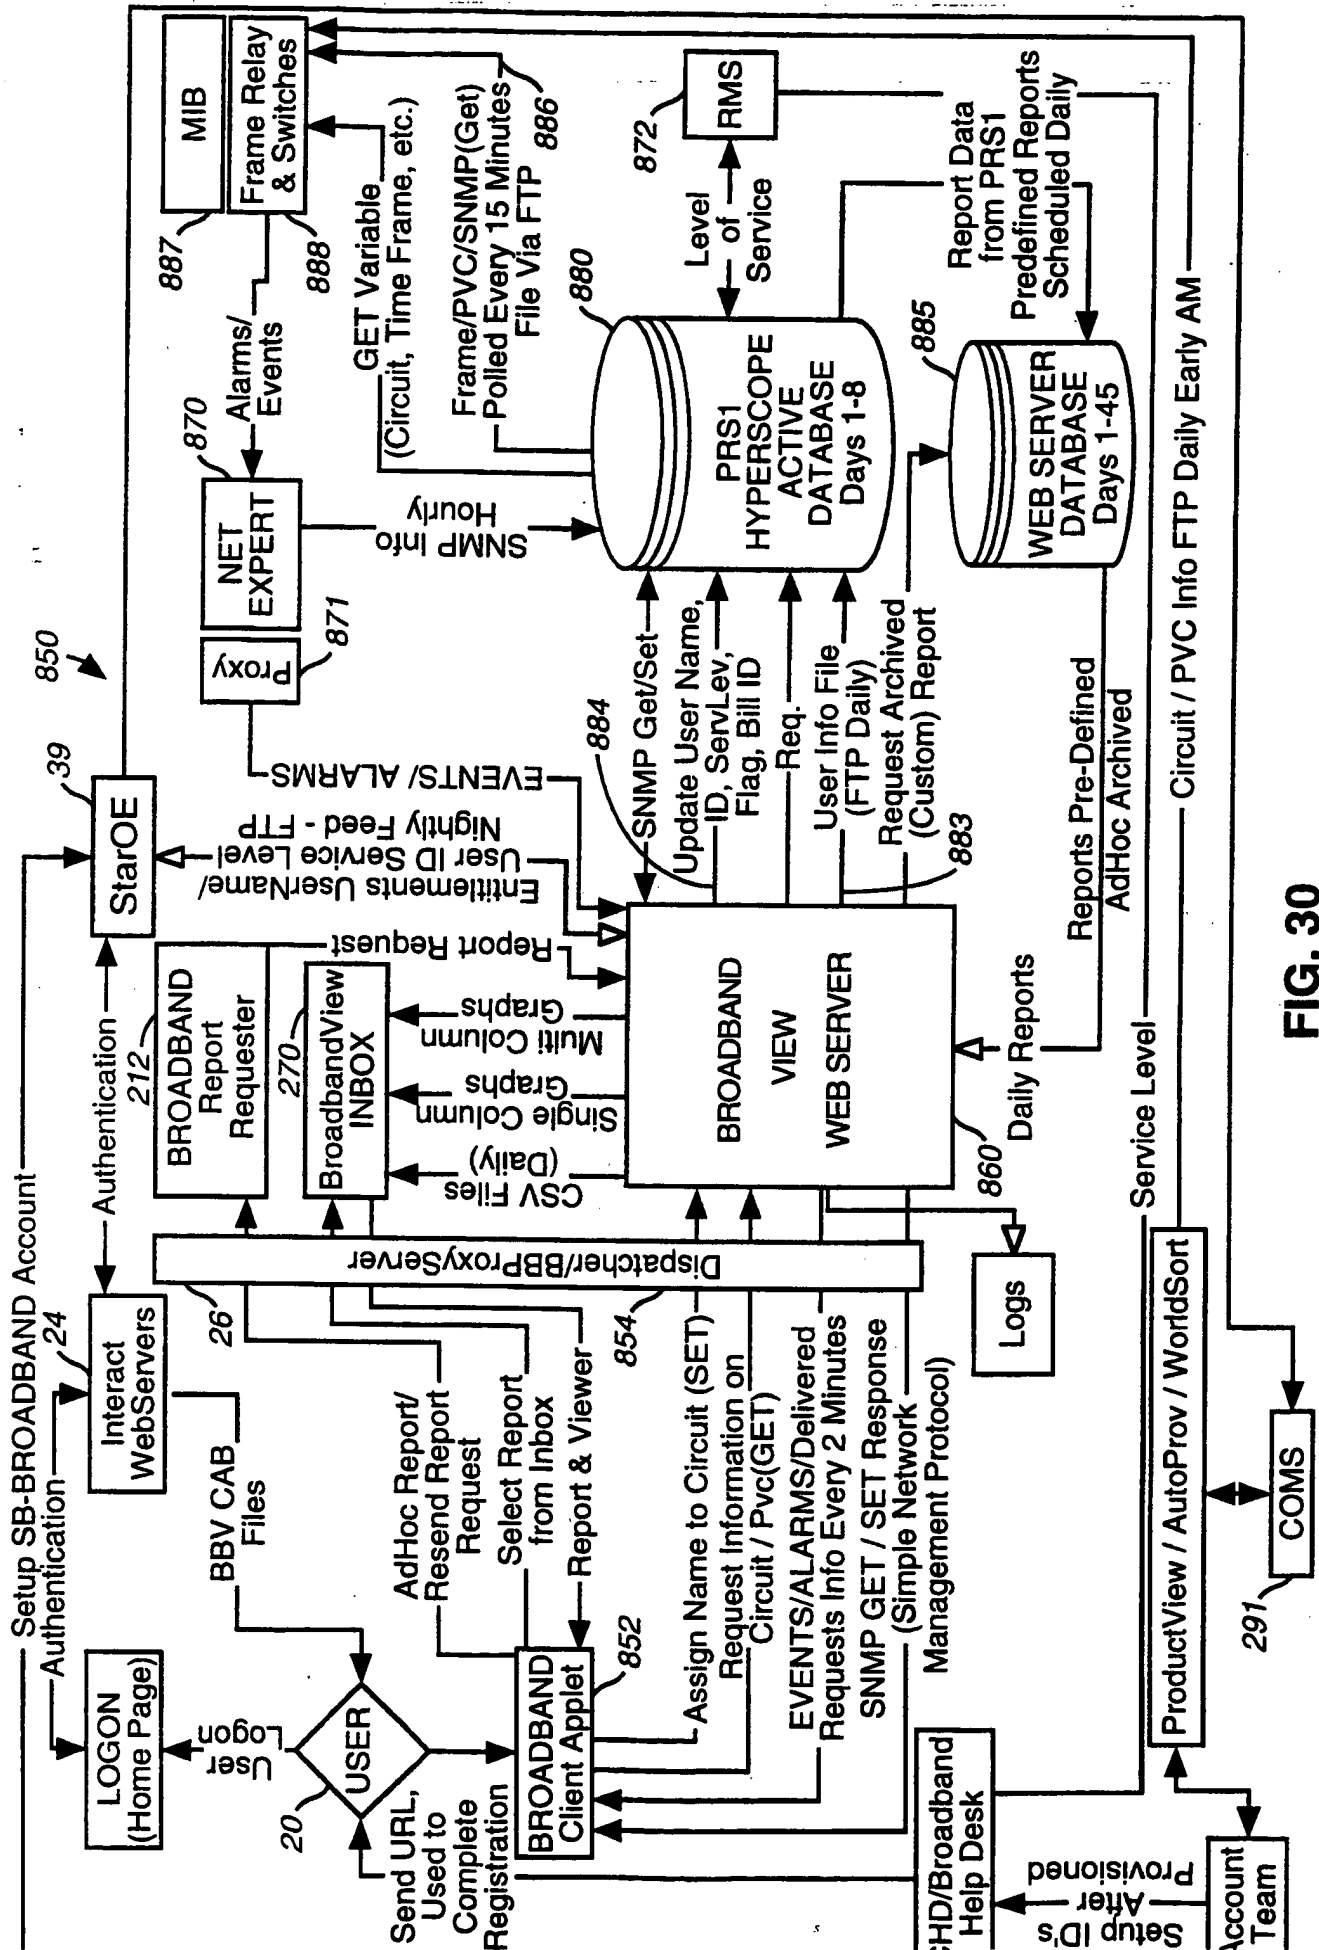 Setup SB-BROADBAND Account
Authentication
LOGON
(Home Page)
24
Interact
WebServers
Authentication
39
StarOE
850
User
Logon
20
USER
BBV CAB
Files
26
212
BROADBAND
Report
Requester
270
BroadbandView
INBOX
Report Request
Entitlements UserName/
User ID Service Level
Nightly Feed - FTP
EVENTS/ ALARMS
Proxy
871
NET
EXPERT
870
Alarms/
Events
MIB
887
Frame Relay
& Switches
888
SNMP Info
Hourly
GET Variable
(Circuit, Time Frame, etc.)
Frame/PVC/SNMP(Get)
Polled Every 15 Minutes
File Via FTP
886
Send URL,
Used to
Complete
Registration
BROADBAND
Client Applet
852
AdHoc Report/
Resend Report
Request
Select Report
from Inbox
Report & Viewer
Dispatcher/BBProxyServer
854
CSV Files
(Daily)
Single Column
Graphs
Multi Column
Graphs
Assign Name to Circuit (SET)
Request Information on
Circuit / Pvc(GET)
EVENTS/ALARMS/Delivered
Requests Info Every 2 Minutes
SNMP GET / SET Response
(Simple Network
Management Protocol)
BROADBAND
VIEW
WEB SERVER
860
Logs
884
SNMP Get/Set
Update User Name,
ID, ServLev,
Flag, Bill ID
Req.
User Info File
(FTP Daily)
Request Archived
(Custom) Report
883
880
PRS1
HYPERSCOPE
ACTIVE
DATABASE
Days 1-8
Level
of
Service
872
RMS
885
WEB SERVER
DATABASE
Days 1-45
Report Data
from PRS1
Predefined Reports
Scheduled Daily
Daily Reports
Reports Pre-Defined
AdHoc Archived
Help Desk
Service Level
Setup ID's
After
Provisioned
Account
Team
ProductView / AutoProv / WorldSort
Circuit / PVC Info FTP Daily Early AM
COMS
291
FIG. 30